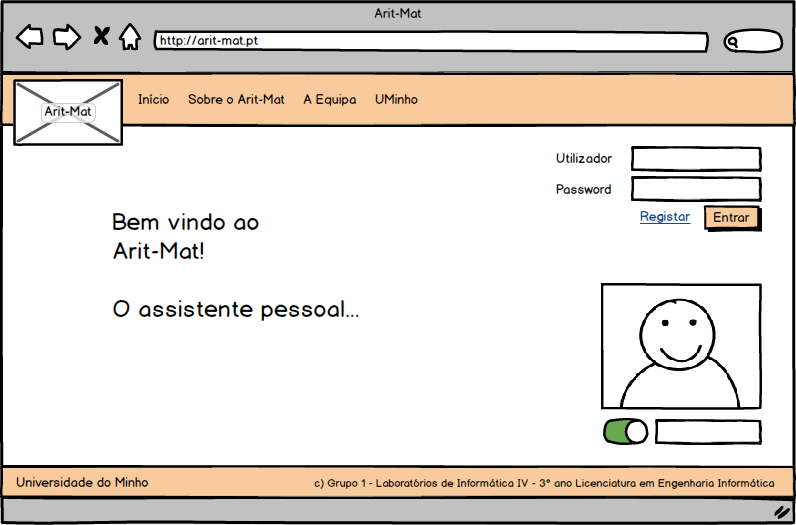 Arit-Mat
http://arit-mat.pt
Arit-Mat
Início Sobre o Arit-Mat A Equipa UMinho
Utilizador
Password
Registar Entrar
Bem vindo ao
Arit-Mat!
O assistente pessoal...
Universidade do Minho
c) Grupo 1 - Laboratórios de Informática IV - 3º ano Licenciatura em Engenharia Informática